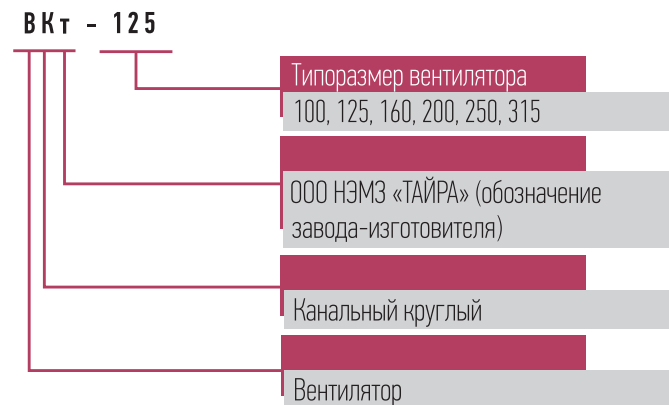 ВКт - 125
Типоразмер вентилятора
100, 125, 160, 200, 250, 315
ООО НЭМЗ «ТАЙРА» (обозначение
завода-изготовителя)
Канальный круглый
Вентилятор